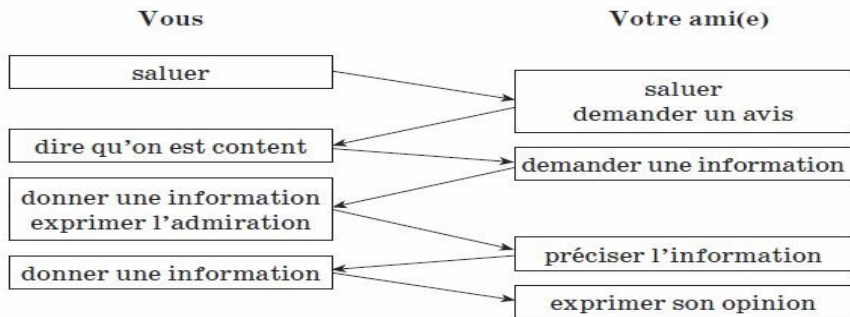 Vous
Votre ami(e)
saluer
saluer
demander un avis
dire qu'on est content
demander une information
donner une information
exprimer l'admiration
préciser l'information
donner une information
exprimer son opinion